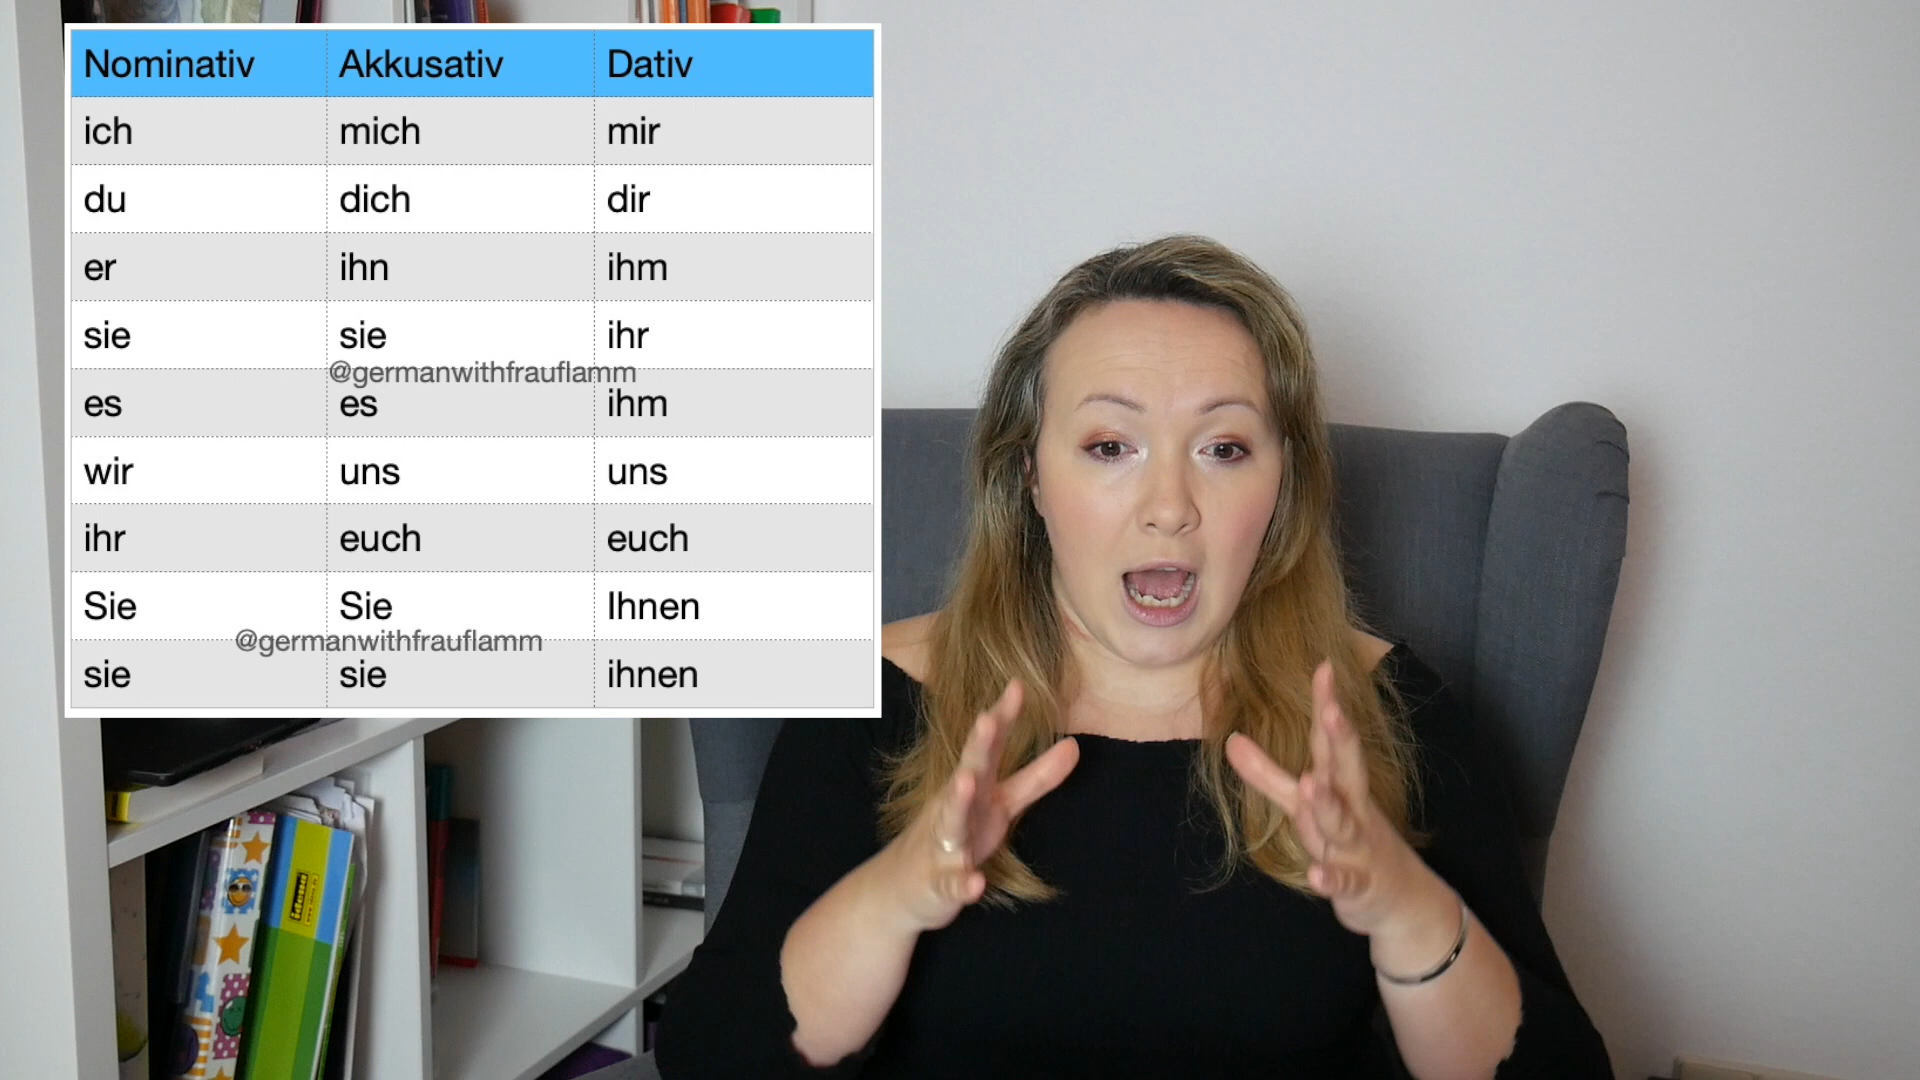 Nominativ Akkusativ Dativ
ich mich mir
du dich dir
er ihn ihm
sie sie ihr
@germanwithfrauflamm
es es ihm
wir uns uns
ihr euch euch
Sie Sie Ihnen
@germanwithfrauflamm
sie sie ihnen
idena